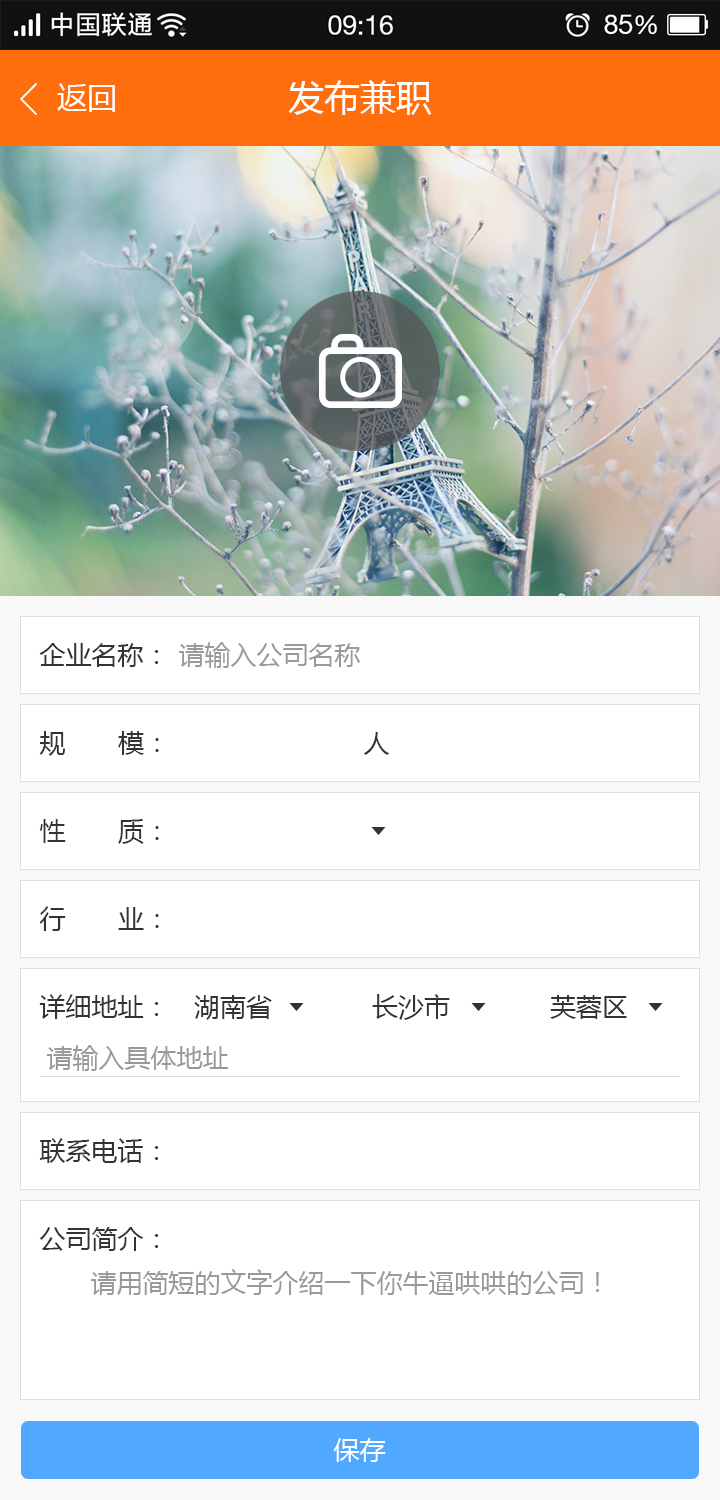 中国联通 09:16 85%
返回 发布兼职
PARIS
企业名称： 请输入公司名称
规 模： 人
性 质：
行 业：
详细地址： 湖南省 长沙市 芙蓉区
请输入具体地址
联系电话：
公司简介：
请用简短的文字介绍一下你牛逼哄哄的公司！
保存